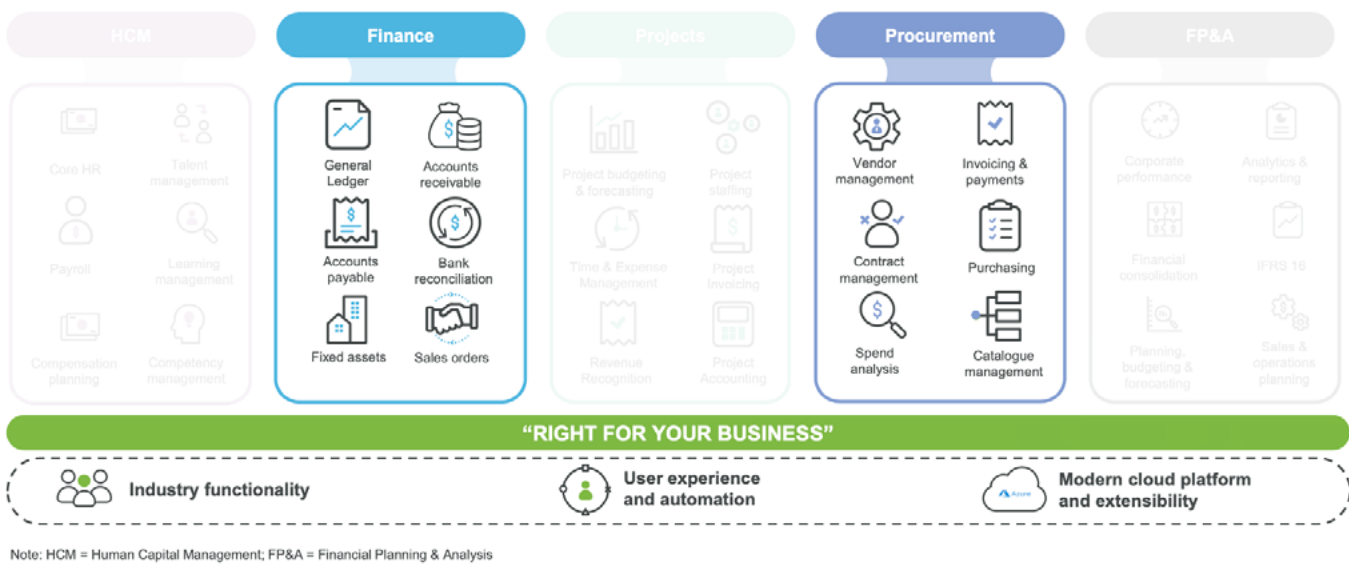 HCM
Finance
Projects
Procurement
FP&A
Core HR
Talent
management
Payroll
Learning
management
Compensation
planning
Competency
management
General
Ledger
Accounts
receivable
Accounts
payable
Bank
reconciliation
Fixed assets
Sales orders
Project budgeting
& forecasting
Project
staffing
Time & Expense
Management
Project
Invoicing
Revenue
Recognition
Project
Accounting
Vendor
management
Invoicing &
payments
Contract
management
Purchasing
Spend
analysis
Catalogue
management
Corporate
performance
Analytics &
reporting
Financial
consolidation
IFRS 16
Planning,
budgeting &
forecasting
Sales &
operations
planning
“RIGHT FOR YOUR BUSINESS”
Industry functionality
User experience
and automation
Azure
Modern cloud platform
and extensibility
Note: HCM = Human Capital Management; FP&A = Financial Planning & Analysis